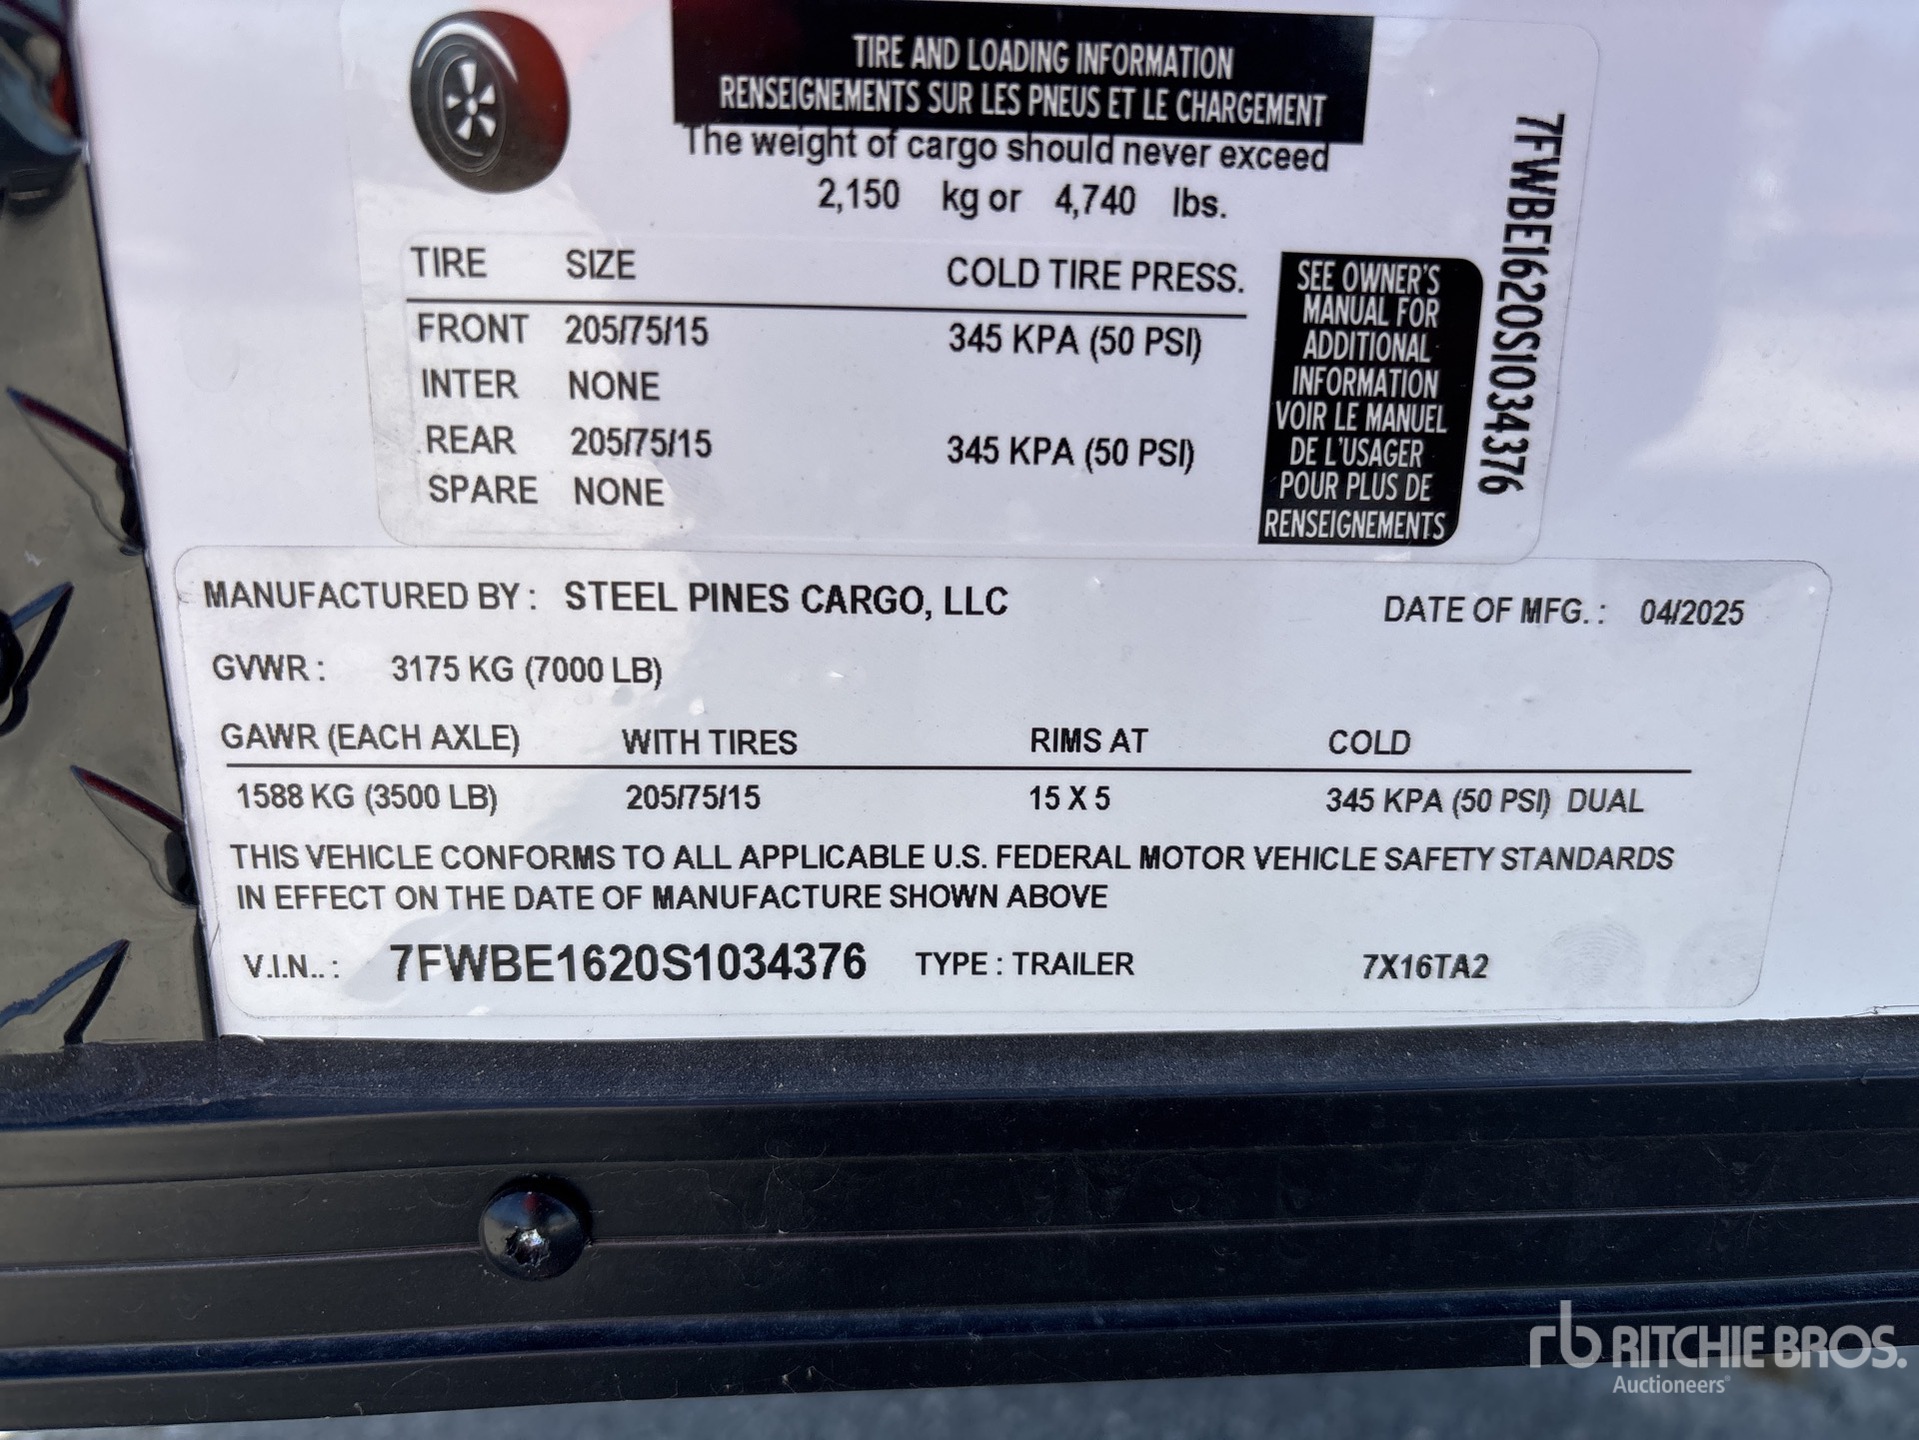 TIRE AND LOADING INFORMATION
RENSEIGNEMENTS SUR LES PNEUS ET LE CHARGEMENT
The weight of cargo should never exceed
2,150 kg or 4,740 lbs.
TIRE SIZE COLD TIRE PRESS.
FRONT 205/75/15 345 KPA (50 PSI)
INTER NONE
REAR 205/75/15 345 KPA (50 PSI)
SPARE NONE
SEE OWNER'S
MANUAL FOR
ADDITIONAL
INFORMATION
VOIR LE MANUEL
DE L'USAGER
POUR PLUS DE
RENSEIGNEMENTS
7FWBE1620S1034376
MANUFACTURED BY : STEEL PINES CARGO, LLC DATE OF MFG. : 04/2025
GVWR : 3175 KG (7000 LB)
GAWR (EACH AXLE) WITH TIRES RIMS AT COLD
1588 KG (3500 LB) 205/75/15 15 X 5 345 KPA (50 PSI) DUAL
THIS VEHICLE CONFORMS TO ALL APPLICABLE U.S. FEDERAL MOTOR VEHICLE SAFETY STANDARDS
IN EFFECT ON THE DATE OF MANUFACTURE SHOWN ABOVE
V.I.N.. : 7FWBE1620S1034376 TYPE : TRAILER 7X16TA2
rb RITCHIE BROS.
Auctioneers®